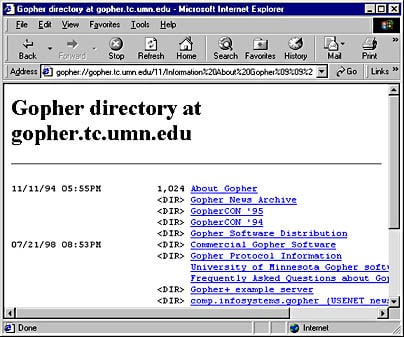 Gopher directory at gopher.tc.umn.edu - Microsoft Internet Explorer
File Edit View Favorites Tools Help
Back Forward Stop Refresh Home Search Favorites History Mail Print
Address gopher://gopher.tc.umn.edu/11/Information%20About%20Gopher%09%09%2 Go Links »
Gopher directory at
gopher.tc.umn.edu
11/11/94 05:55PM 1,024 About Gopher
<DIR> Gopher News Archive
<DIR> GopherCON '95
<DIR> GopherCON '94
<DIR> Gopher Software Distribution
07/21/98 08:53PM <DIR> Commercial Gopher Software
<DIR> Gopher Protocol Information
University of Minnesota Gopher softw
Frequently Asked Questions about Gop
<DIR> Gopher+ example server
<DIR> comp.infosystems.gopher (USENET new
Done Internet